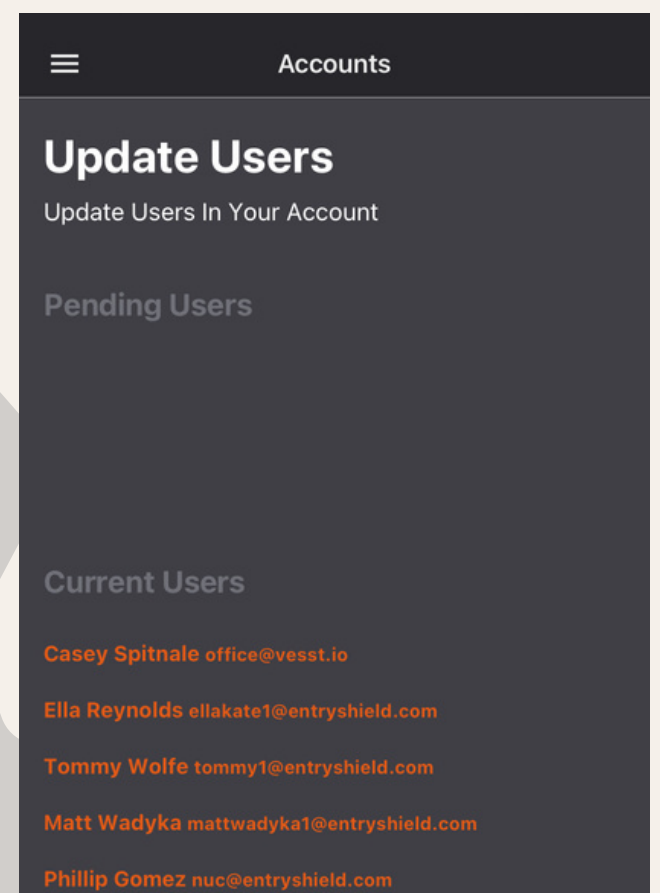 Accounts
Update Users
Update Users In Your Account
Pending Users
Current Users
Casey Spitnale office@vesst.io
Ella Reynolds ellakate1@entryshield.com
Tommy Wolfe tommy1@entryshield.com
Matt Wadyka mattwadyka1@entryshield.com
Phillip Gomez nuc@entryshield.com